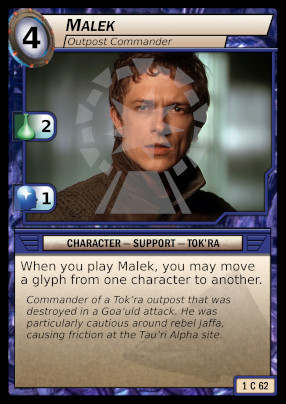 4
Malek
Outpost Commander
2
1
CHARACTER – SUPPORT – TOK'RA
When you play Malek, you may move
a glyph from one character to another.
Commander of a Tok'ra outpost that was
destroyed in a Goa'uld attack. He was
particularly cautious around rebel Jaffa,
causing friction at the Tau'ri Alpha site.
1 C 62